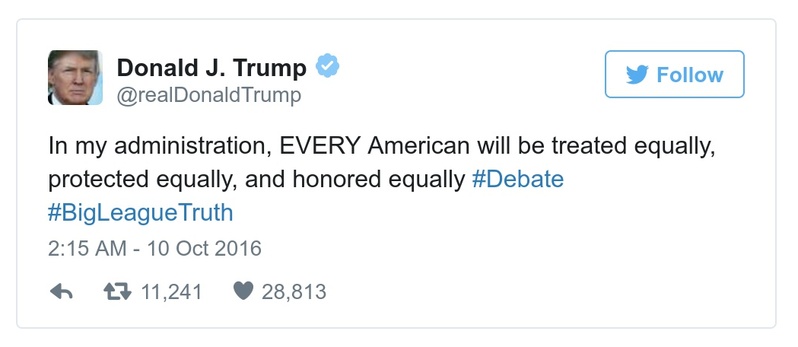 Donald J. Trump
@realDonaldTrump
Follow
In my administration, EVERY American will be treated equally,
protected equally, and honored equally #Debate
#BigLeagueTruth
2:15 AM - 10 Oct 2016
11,241 28,813